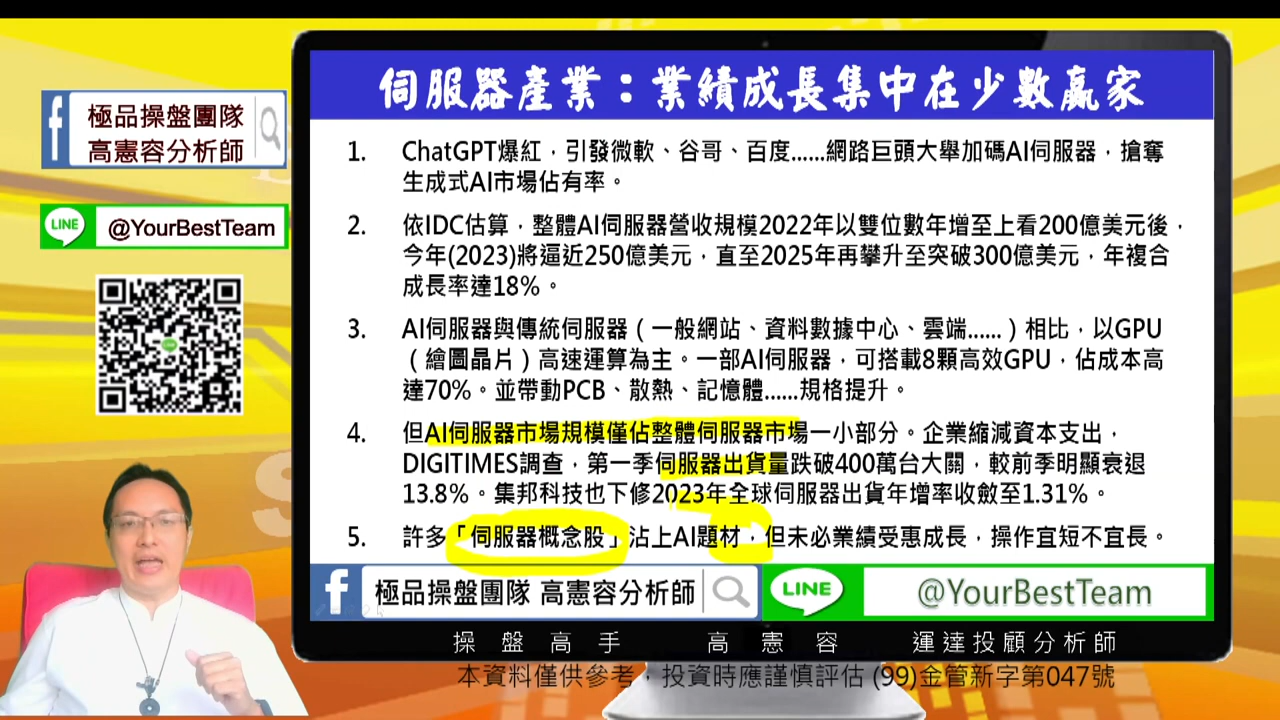 極品操盤團隊
高憲容分析師
LINE
@YourBestTeam
伺服器產業：業績成長集中在少數贏家
1. ChatGPT爆紅，引發微軟、谷哥、百度......網路巨頭大舉加碼AI伺服器，搶奪
生成式AI市場佔有率。
2. 依IDC估算，整體AI伺服器營收規模2022年以雙位數年增至上看200億美元後，
今年(2023)將逼近250億美元，直至2025年再攀升至突破300億美元，年複合
成長率達18%。
3. AI伺服器與傳統伺服器（一般網站、資料數據中心、雲端......）相比，以GPU
（繪圖晶片）高速運算為主。一部AI伺服器，可搭載8顆高效GPU，佔成本高
達70%。並帶動PCB、散熱、記憶體......規格提升。
4. 但AI伺服器市場規模僅佔整體伺服器市場一小部分。企業縮減資本支出，
DIGITIMES調查，第一季伺服器出貨量跌破400萬台大關，較前季明顯衰退
13.8%。集邦科技也下修2023年全球伺服器出貨年增率收斂至1.31%。
5. 許多「伺服器概念股」沾上AI題材，但未必業績受惠成長，操作宜短不宜長。
極品操盤團隊 高憲容分析師
LINE
@YourBestTeam
操盤高手 高憲容 運達投顧分析師
本資料僅供參考，投資時應謹慎評估 (99)金管新字第047號